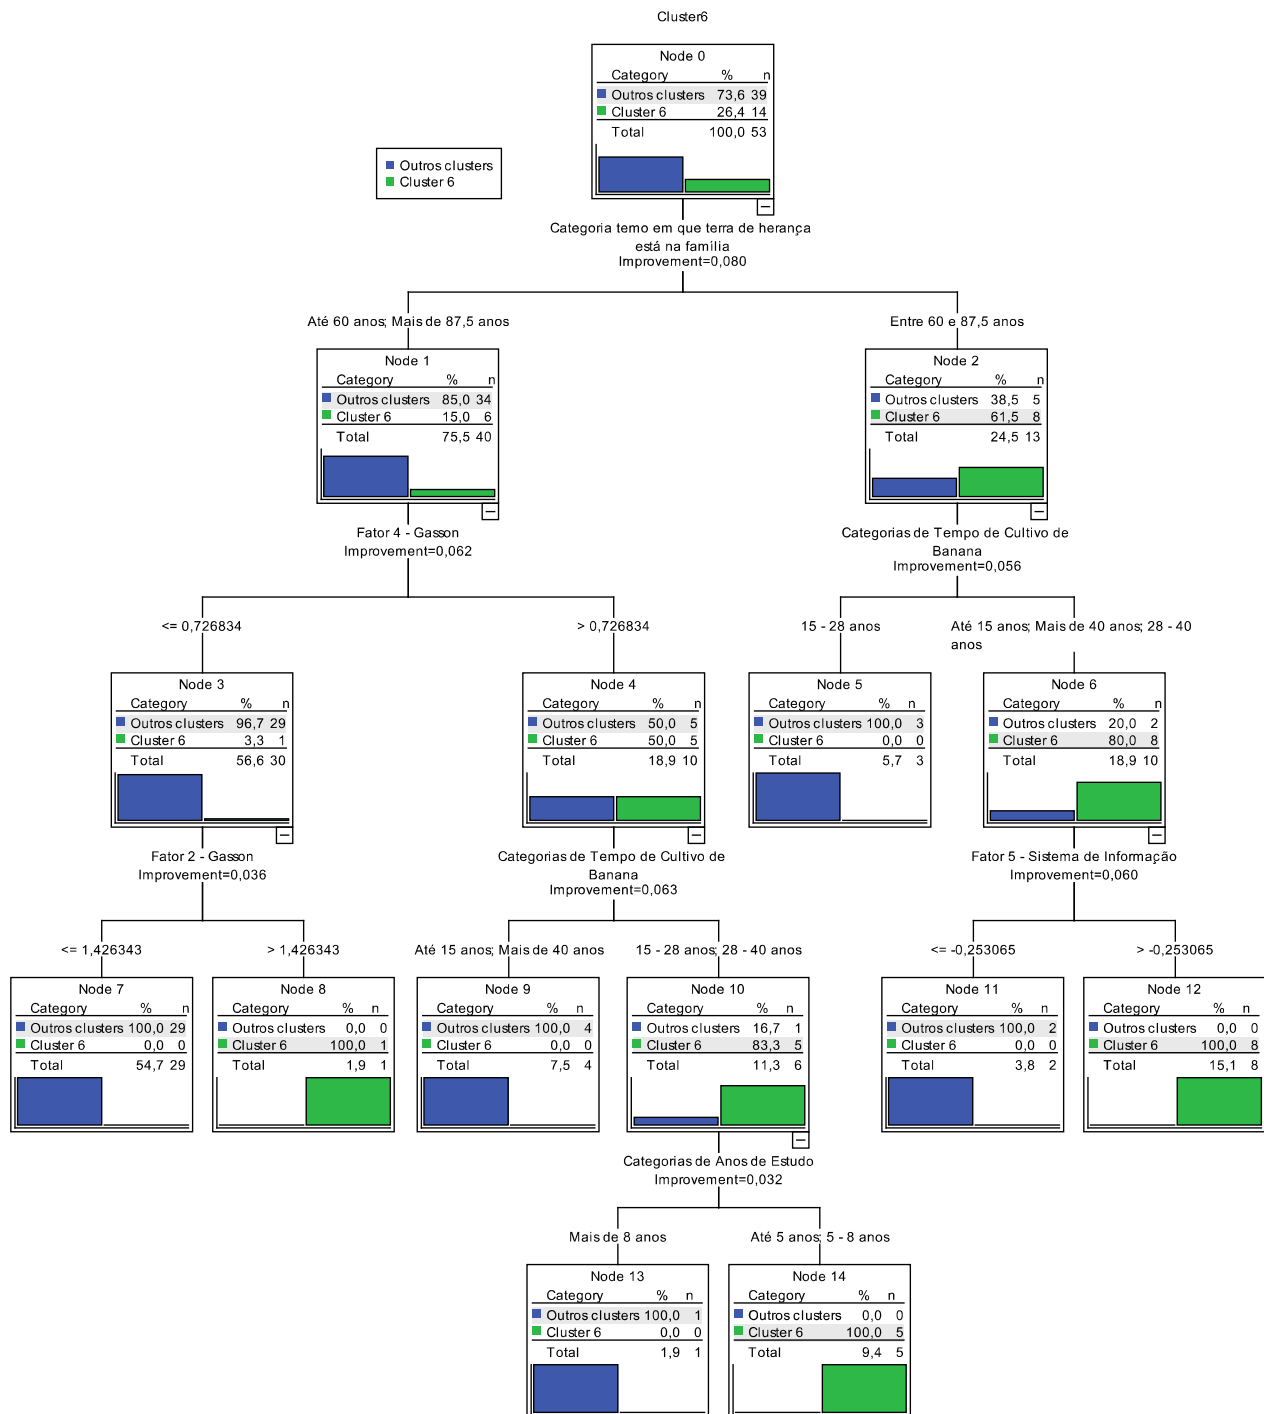 Cluster6
Node 0
Category % n
Outros clusters 73,6 39
Cluster 6 26,4 14
Total 100,0 53
Outros clusters
Cluster 6
Categoria temo em que terra de herança
está na família
Improvement=0,080
Até 60 anos; Mais de 87,5 anos
Entre 60 e 87,5 anos
Node 1
Category % n
Outros clusters 85,0 34
Cluster 6 15,0 6
Total 75,5 40
Node 2
Category % n
Outros clusters 38,5 5
Cluster 6 61,5 8
Total 24,5 13
Fator 4 - Gasson
Improvement=0,062
Categorias de Tempo de Cultivo de
Banana
Improvement=0,056
<= 0,726834
> 0,726834
15 - 28 anos
Até 15 anos; Mais de 40 anos; 28 - 40
anos
Node 3
Category % n
Outros clusters 96,7 29
Cluster 6 3,3 1
Total 56,6 30
Node 4
Category % n
Outros clusters 50,0 5
Cluster 6 50,0 5
Total 18,9 10
Node 5
Category % n
Outros clusters 100,0 3
Cluster 6 0,0 0
Total 5,7 3
Node 6
Category % n
Outros clusters 20,0 2
Cluster 6 80,0 8
Total 18,9 10
Fator 2 - Gasson
Improvement=0,036
Categorias de Tempo de Cultivo de
Banana
Improvement=0,063
Fator 5 - Sistema de Informação
Improvement=0,060
<= 1,426343
> 1,426343
Até 15 anos; Mais de 40 anos
15 - 28 anos; 28 - 40 anos
<= -0,253065
> -0,253065
Node 7
Category % n
Outros clusters 100,0 29
Cluster 6 0,0 0
Total 54,7 29
Node 8
Category % n
Outros clusters 0,0 0
Cluster 6 100,0 1
Total 1,9 1
Node 9
Category % n
Outros clusters 100,0 4
Cluster 6 0,0 0
Total 7,5 4
Node 10
Category % n
Outros clusters 16,7 1
Cluster 6 83,3 5
Total 11,3 6
Node 11
Category % n
Outros clusters 100,0 2
Cluster 6 0,0 0
Total 3,8 2
Node 12
Category % n
Outros clusters 0,0 0
Cluster 6 100,0 8
Total 15,1 8
Categorias de Anos de Estudo
Improvement=0,032
Mais de 8 anos
Até 5 anos; 5 - 8 anos
Node 13
Category % n
Outros clusters 100,0 1
Cluster 6 0,0 0
Total 1,9 1
Node 14
Category % n
Outros clusters 0,0 0
Cluster 6 100,0 5
Total 9,4 5